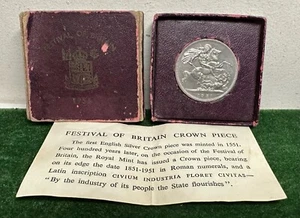 FESTIVAL OF BRITAIN CROWN PIECE
The first English Silver Crown piece was minted in 1551.
Four hundred years later, on the occasion of the Festival of
Britain, the Royal Mint has issued a Crown piece, bearing
on its edge the date 1851-1951 in Roman numerals, and a
Latin inscription CIVIUM INDUSTRIA FLORET CIVITAS—
"By the industry of its people the State flourishes".